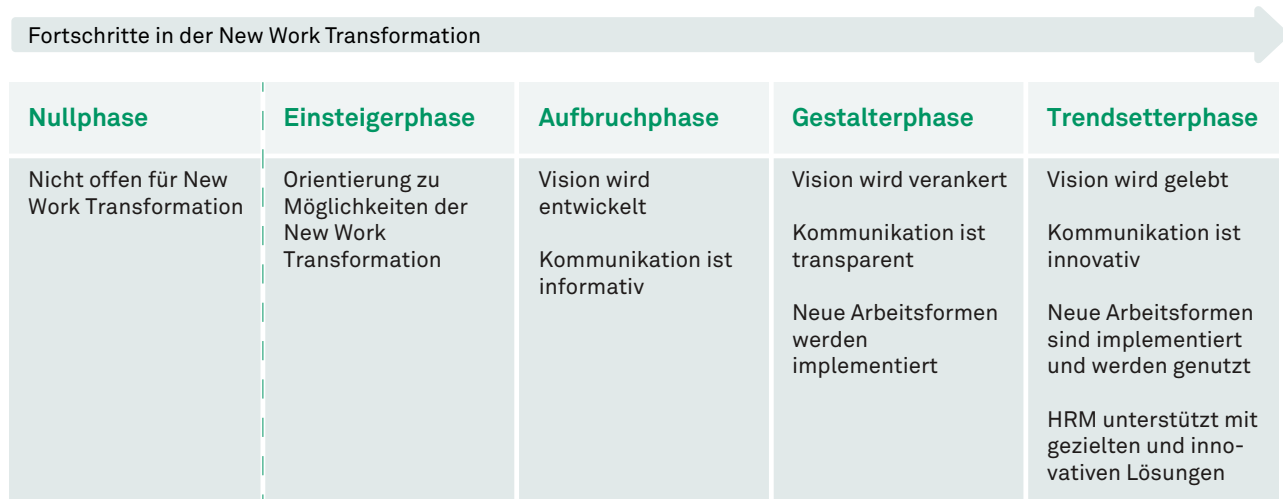 Fortschritte in der New Work Transformation
Nullphase
Nicht offen für New
Work Transformation
Einsteigerphase
Orientierung zu
Möglichkeiten der
New Work
Transformation
Aufbruchphase
Vision wird
entwickelt
Kommunikation ist
informativ
Gestalterphase
Vision wird verankert
Kommunikation ist
transparent
Neue Arbeitsformen
werden
implementiert
Trendsetterphase
Vision wird gelebt
Kommunikation ist
innovativ
Neue Arbeitsformen
sind implementiert
und werden genutzt
HRM unterstützt mit
gezielten und inno-
vativen Lösungen